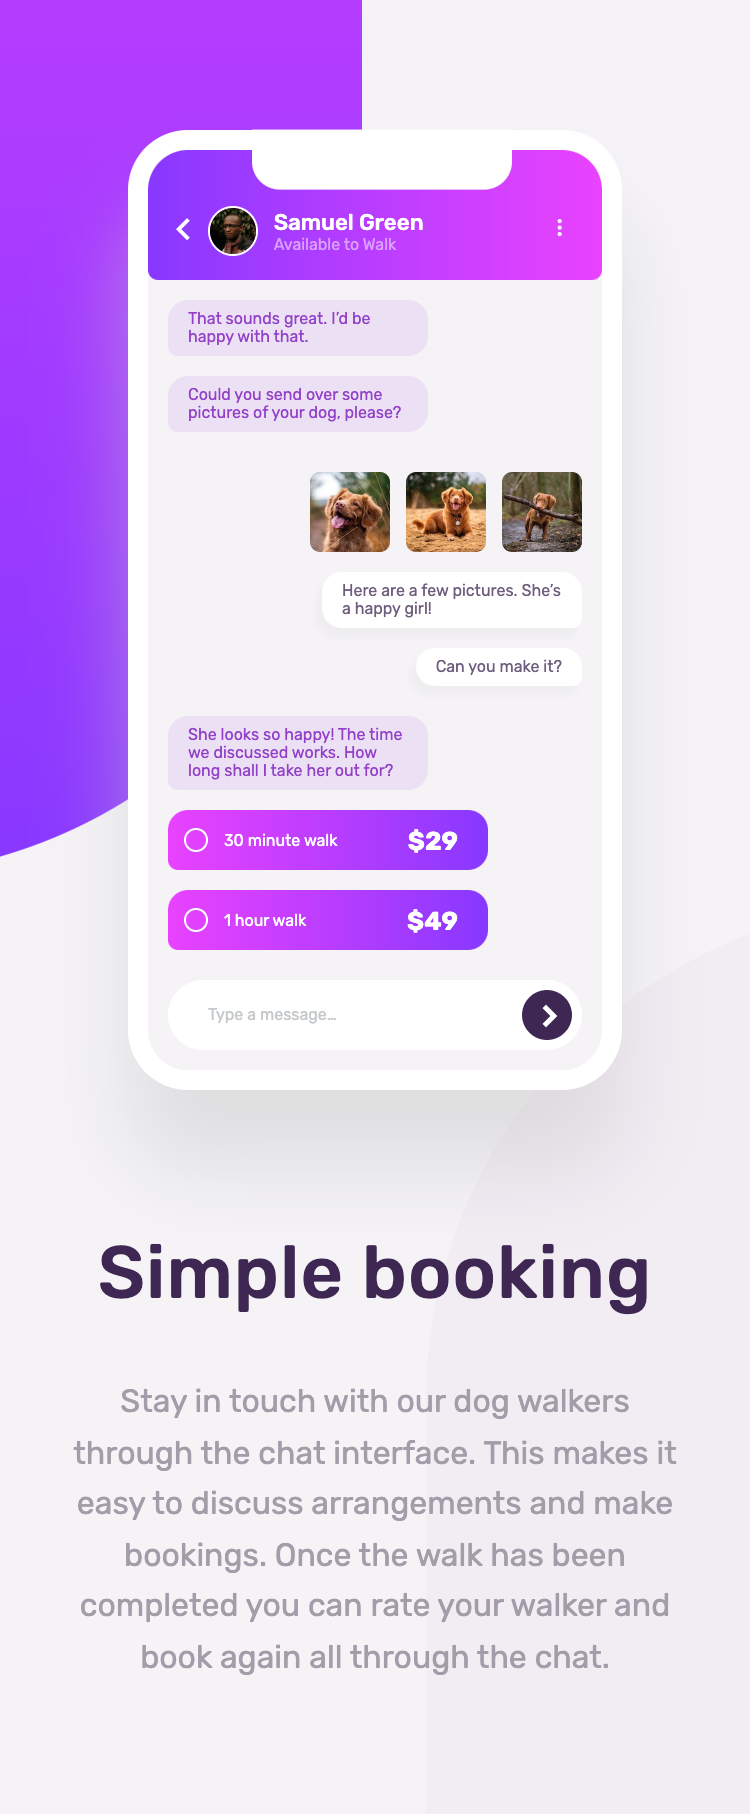 Samuel Green
Available to Walk
That sounds great. I’d be
happy with that.
Could you send over some
pictures of your dog, please?
Here are a few pictures. She’s
a happy girl!
Can you make it?
She looks so happy! The time
we discussed works. How
long shall I take her out for?
30 minute walk $29
1 hour walk $49
Type a message…
Simple booking
Stay in touch with our dog walkers
through the chat interface. This makes it
easy to discuss arrangements and make
bookings. Once the walk has been
completed you can rate your walker and
book again all through the chat.